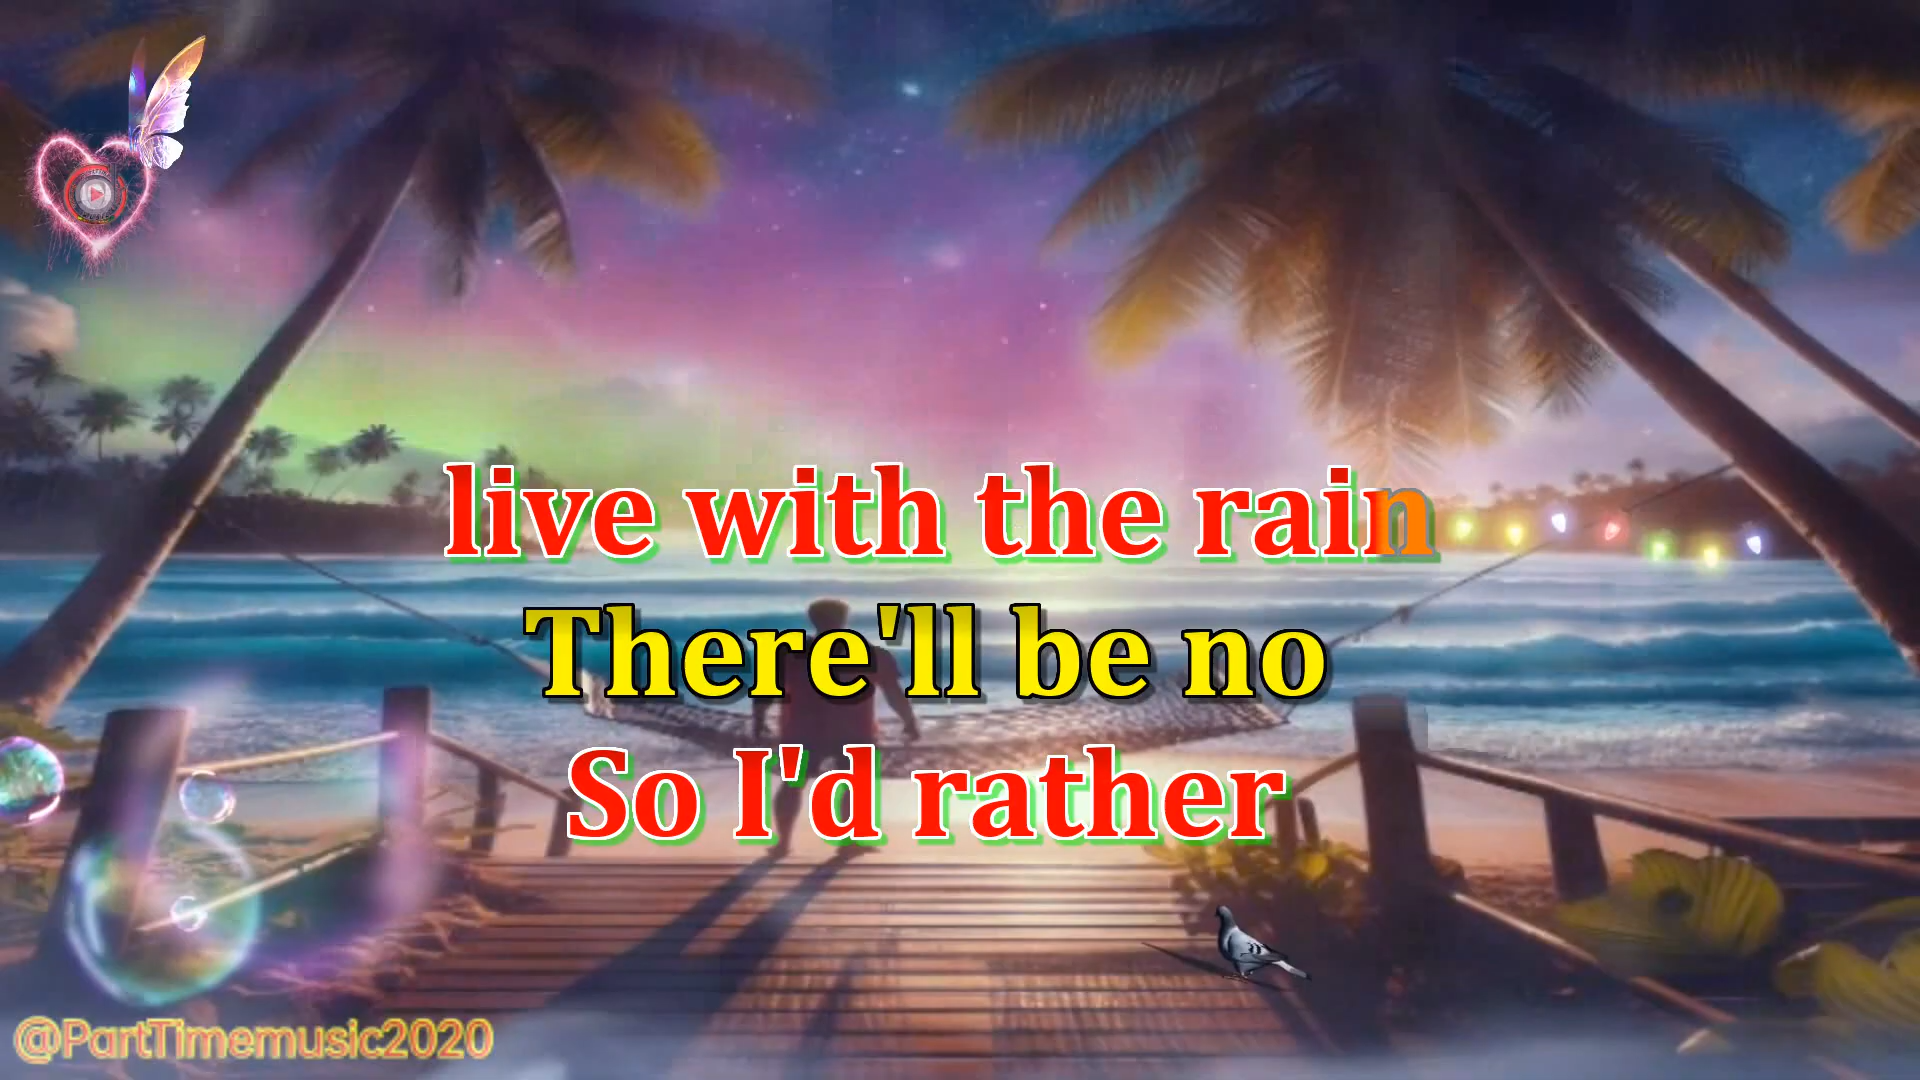 live with the rain
There'll be no
So I'd rather
@PartTimemusic2020